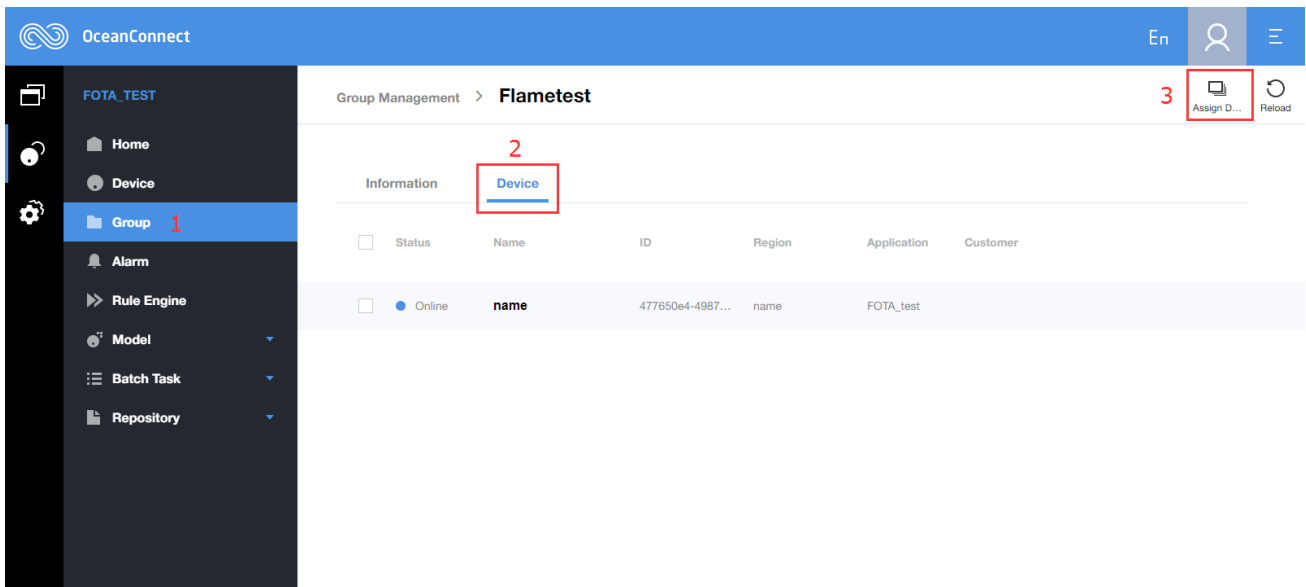 OceanConnect En
FOTA_TEST
Home
Device
Group 1
Alarm
Rule Engine
Model
Batch Task
Repository
Group Management > Flametest
3 Assign D... Reload
2
Information Device
Status Name ID Region Application Customer
Online name 477650e4-4987... name FOTA_test